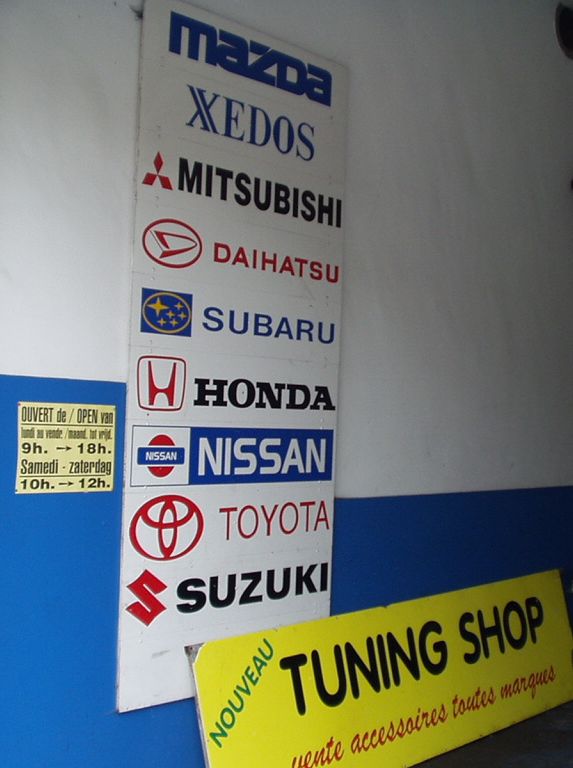 mazda
XEDOS
MITSUBISHI
DAIHATSU
SUBARU
HONDA
NISSAN NISSAN
TOYOTA
SUZUKI
OUVERT de / OPEN van
lundi au vendr. /maand. tot vrijd.
9h. → 18h.
Samedi - zaterdag
10h. → 12h.
NOUVEAU
TUNING SHOP
vente accessoires toutes marques